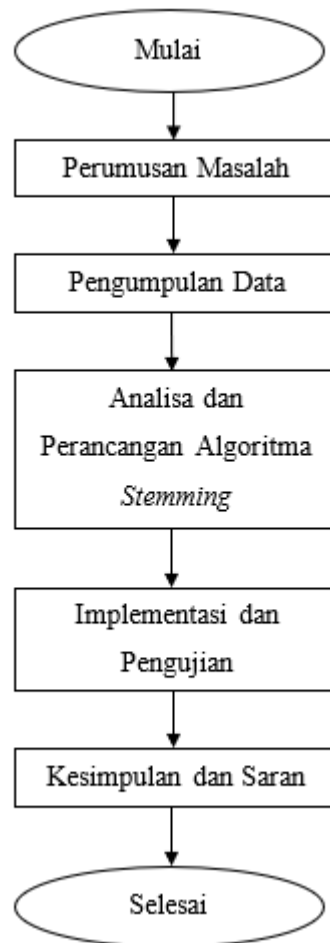 Mulai
Perumusan Masalah
Pengumpulan Data
Analisa dan
Perancangan Algoritma
Stemming
Implementasi dan
Pengujian
Kesimpulan dan Saran
Selesai